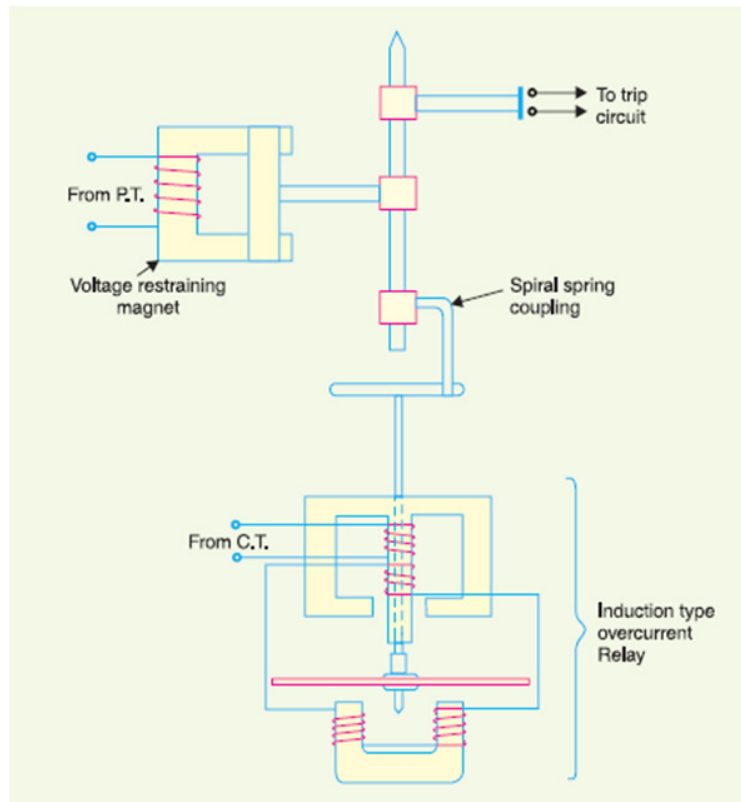 To trip
circuit
From P.T.
Voltage restraining
magnet
Spiral spring
coupling
From C.T.
Induction type
overcurrent
Relay